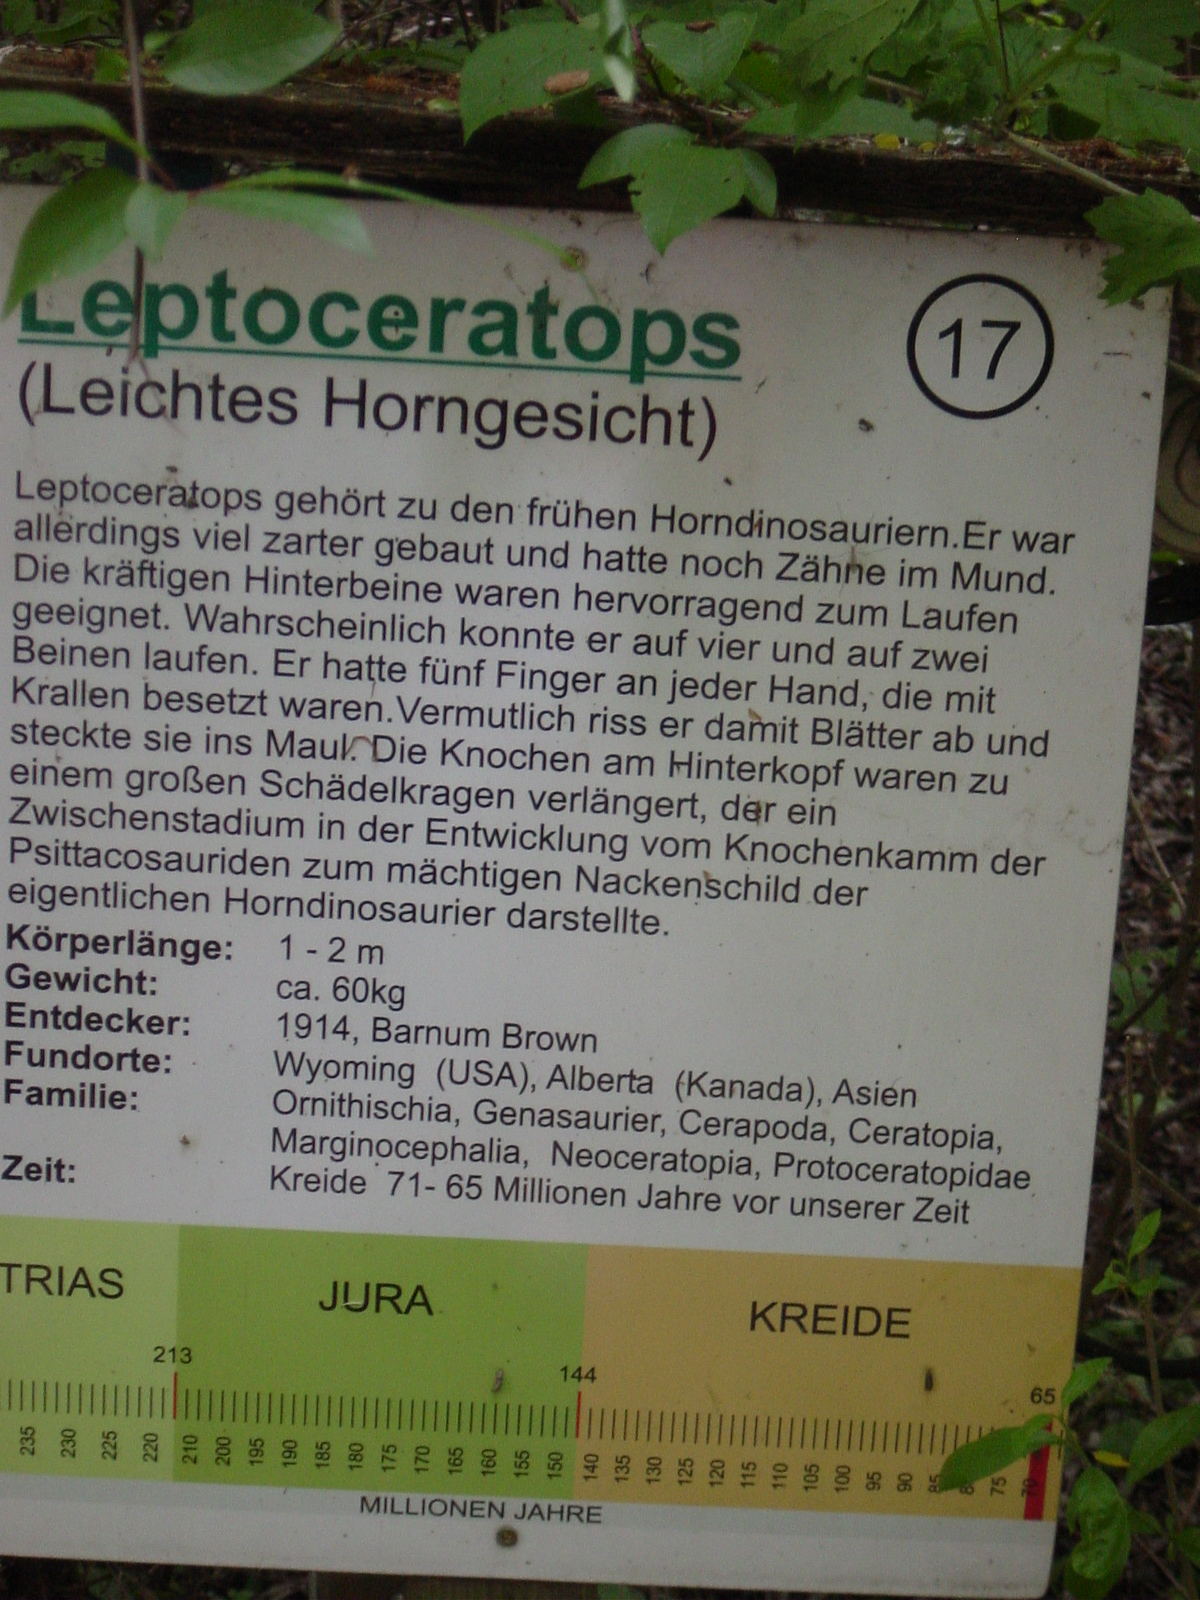 Leptoceratops
17
(Leichtes Horngesicht)
Leptoceratops gehört zu den frühen Horndinosauriern.Er war
allerdings viel zarter gebaut und hatte noch Zähne im Mund.
Die kräftigen Hinterbeine waren hervorragend zum Laufen
geeignet. Wahrscheinlich konnte er auf vier und auf zwei
Beinen laufen. Er hatte fünf Finger an jeder Hand, die mit
Krallen besetzt waren.Vermutlich riss er damit Blätter ab und
steckte sie ins Maul. Die Knochen am Hinterkopf waren zu
einem großen Schädelkragen verlängert, der ein
Zwischenstadium in der Entwicklung vom Knochenkamm der
Psittacosauriden zum mächtigen Nackenschild der
eigentlichen Horndinosaurier darstellte.
Körperlänge: 1 - 2 m
Gewicht: ca. 60kg
Entdecker: 1914, Barnum Brown
Fundorte: Wyoming (USA), Alberta (Kanada), Asien
Familie: Ornithischia, Genasaurier, Cerapoda, Ceratopia,
Marginocephalia, Neoceratopia, Protoceratopidae
Zeit: Kreide 71- 65 Millionen Jahre vor unserer Zeit
TRIAS JURA KREIDE
213 144 65
235 230 225 220 210 200 195 190 185 180 175 170 165 160 155 150 140 135 130 125 120 115 110 105 100 95 90 85 75 70
MILLIONEN JAHRE